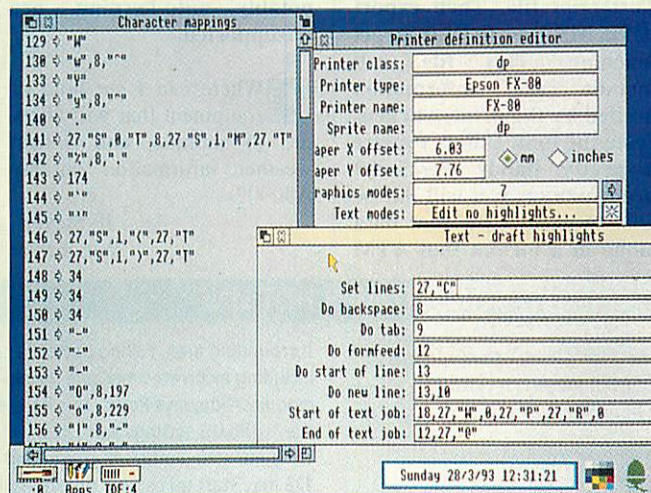 Character mappings
129 ⇨ "W"
130 ⇨ "w",8,"^"
133 ⇨ "Y"
134 ⇨ "y",8,"^"
140 ⇨ "."
141 ⇨ 27,"S",0,"T",8,27,"S",1,"M",27,"T"
142 ⇨ "%",8,"."
143 ⇨ 174
144 ⇨ "`"
145 ⇨ "'"
146 ⇨ 27,"S",1,"(",27,"T"
147 ⇨ 27,"S",1,")",27,"T"
148 ⇨ 34
149 ⇨ 34
150 ⇨ 34
151 ⇨ "-"
152 ⇨ "-"
153 ⇨ "-"
154 ⇨ "O",8,197
155 ⇨ "o",8,229
156 ⇨ "|",8,"-"
Printer definition editor
Printer class: dp
Printer type: Epson FX-80
Printer name: FX-80
Sprite name: dp
aper X offset: 6.03
aper Y offset: 7.76
mm inches
raphics modes: 7
Text modes: Edit no highlights...
Text - draft highlights
Set lines: 27,"C"
Do backspace: 8
Do tab: 9
Do formfeed: 12
Do start of line: 13
Do new line: 13,10
Start of text job: 18,27,"W",0,27,"P",27,"R",0
End of text job: 12,27,"@"
:0 Apps IDE:4
Sunday 28/3/93 12:31:21